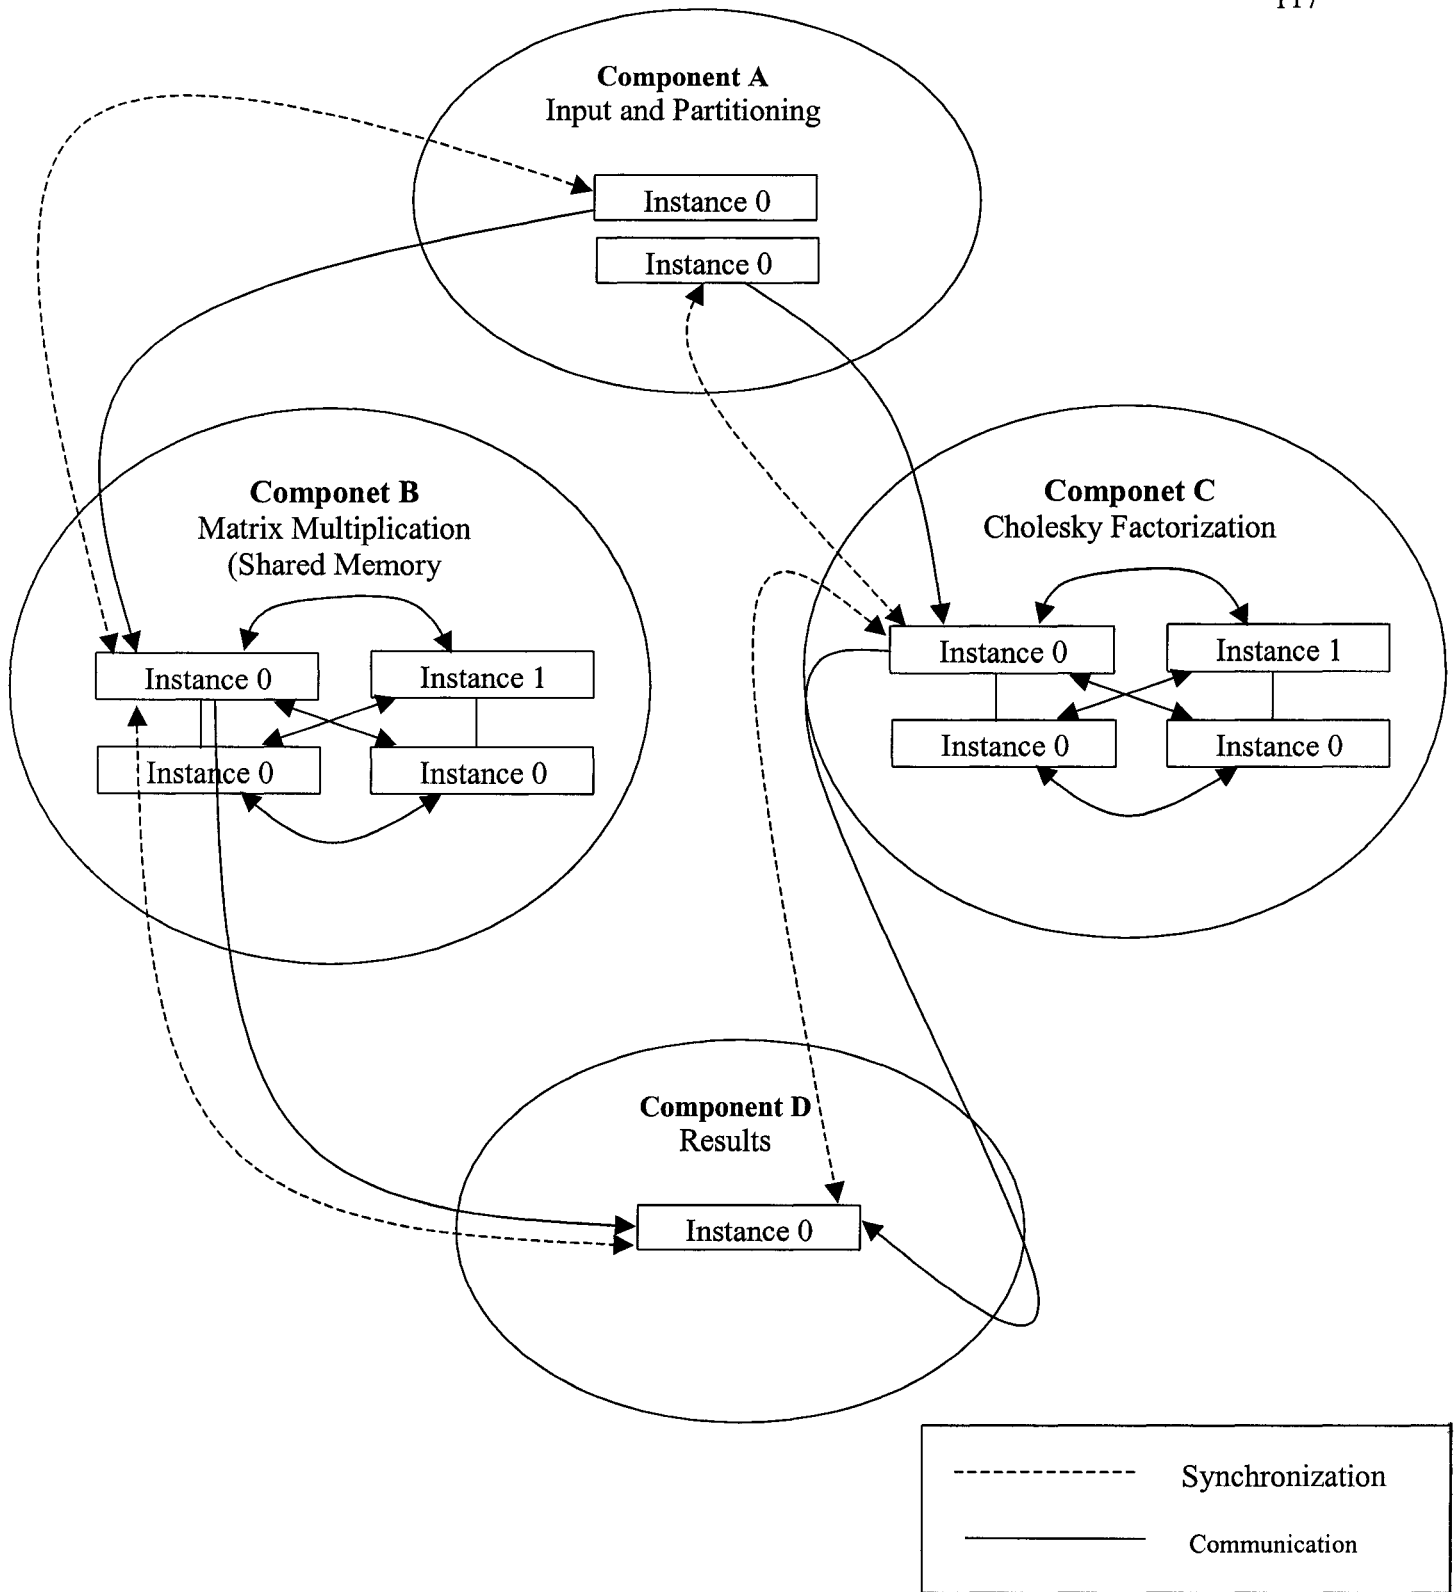 Component A
Input and Partitioning
Instance 0
Instance 0
Componet B
Matrix Multiplication
(Shared Memory
Instance 0
Instance 1
Instance 0
Instance 0
Componet C
Cholesky Factorization
Instance 0
Instance 1
Instance 0
Instance 0
Component D
Results
Instance 0
Synchronization
Communication